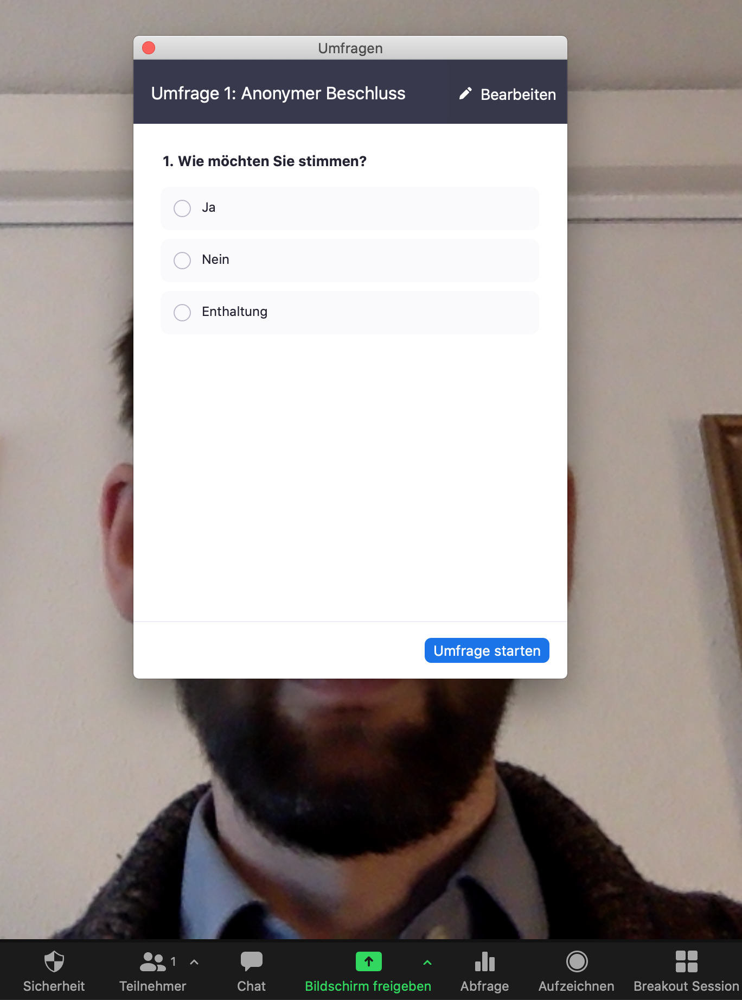 Umfragen
Umfrage 1: Anonymer Beschluss
Bearbeiten
1. Wie möchten Sie stimmen?
Ja
Nein
Enthaltung
Umfrage starten
1
Sicherheit
Teilnehmer
Chat
Bildschirm freigeben
Abfrage
Aufzeichnen
Breakout Session